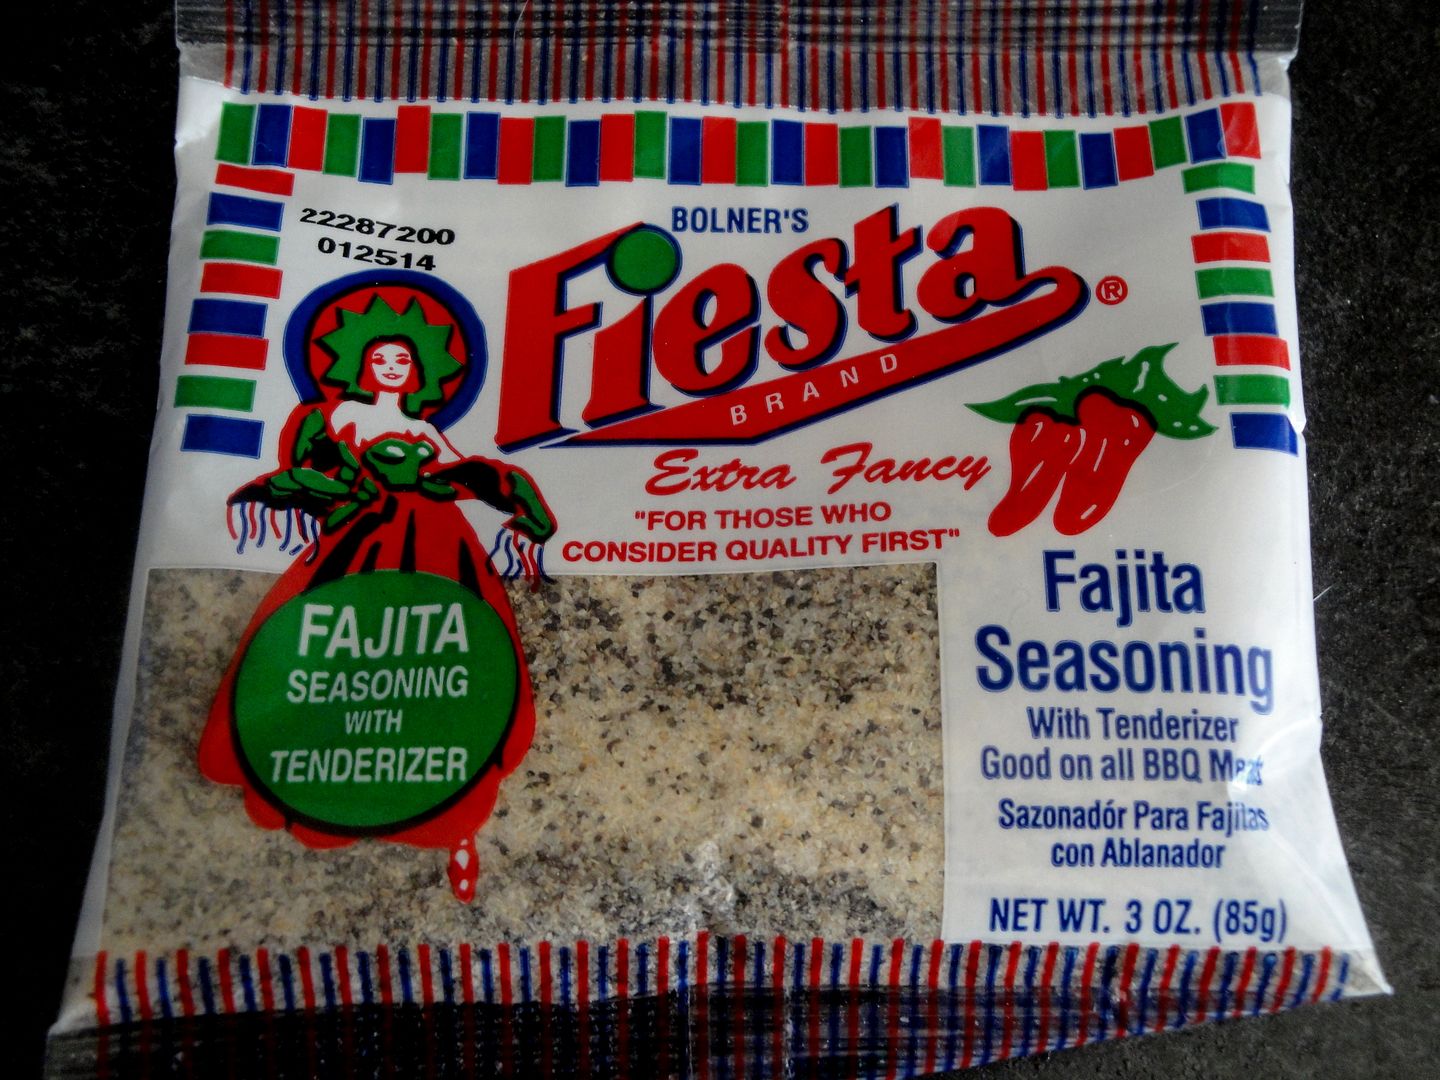 22287200
012514
BOLNER'S
Fiesta ®
BRAND
Extra Fancy
"FOR THOSE WHO
CONSIDER QUALITY FIRST"
FAJITA
SEASONING
WITH
TENDERIZER
Fajita
Seasoning
With Tenderizer
Good on all BBQ Meat
Sazonadór Para Fajitas
con Ablanador
NET WT. 3 OZ. (85g)